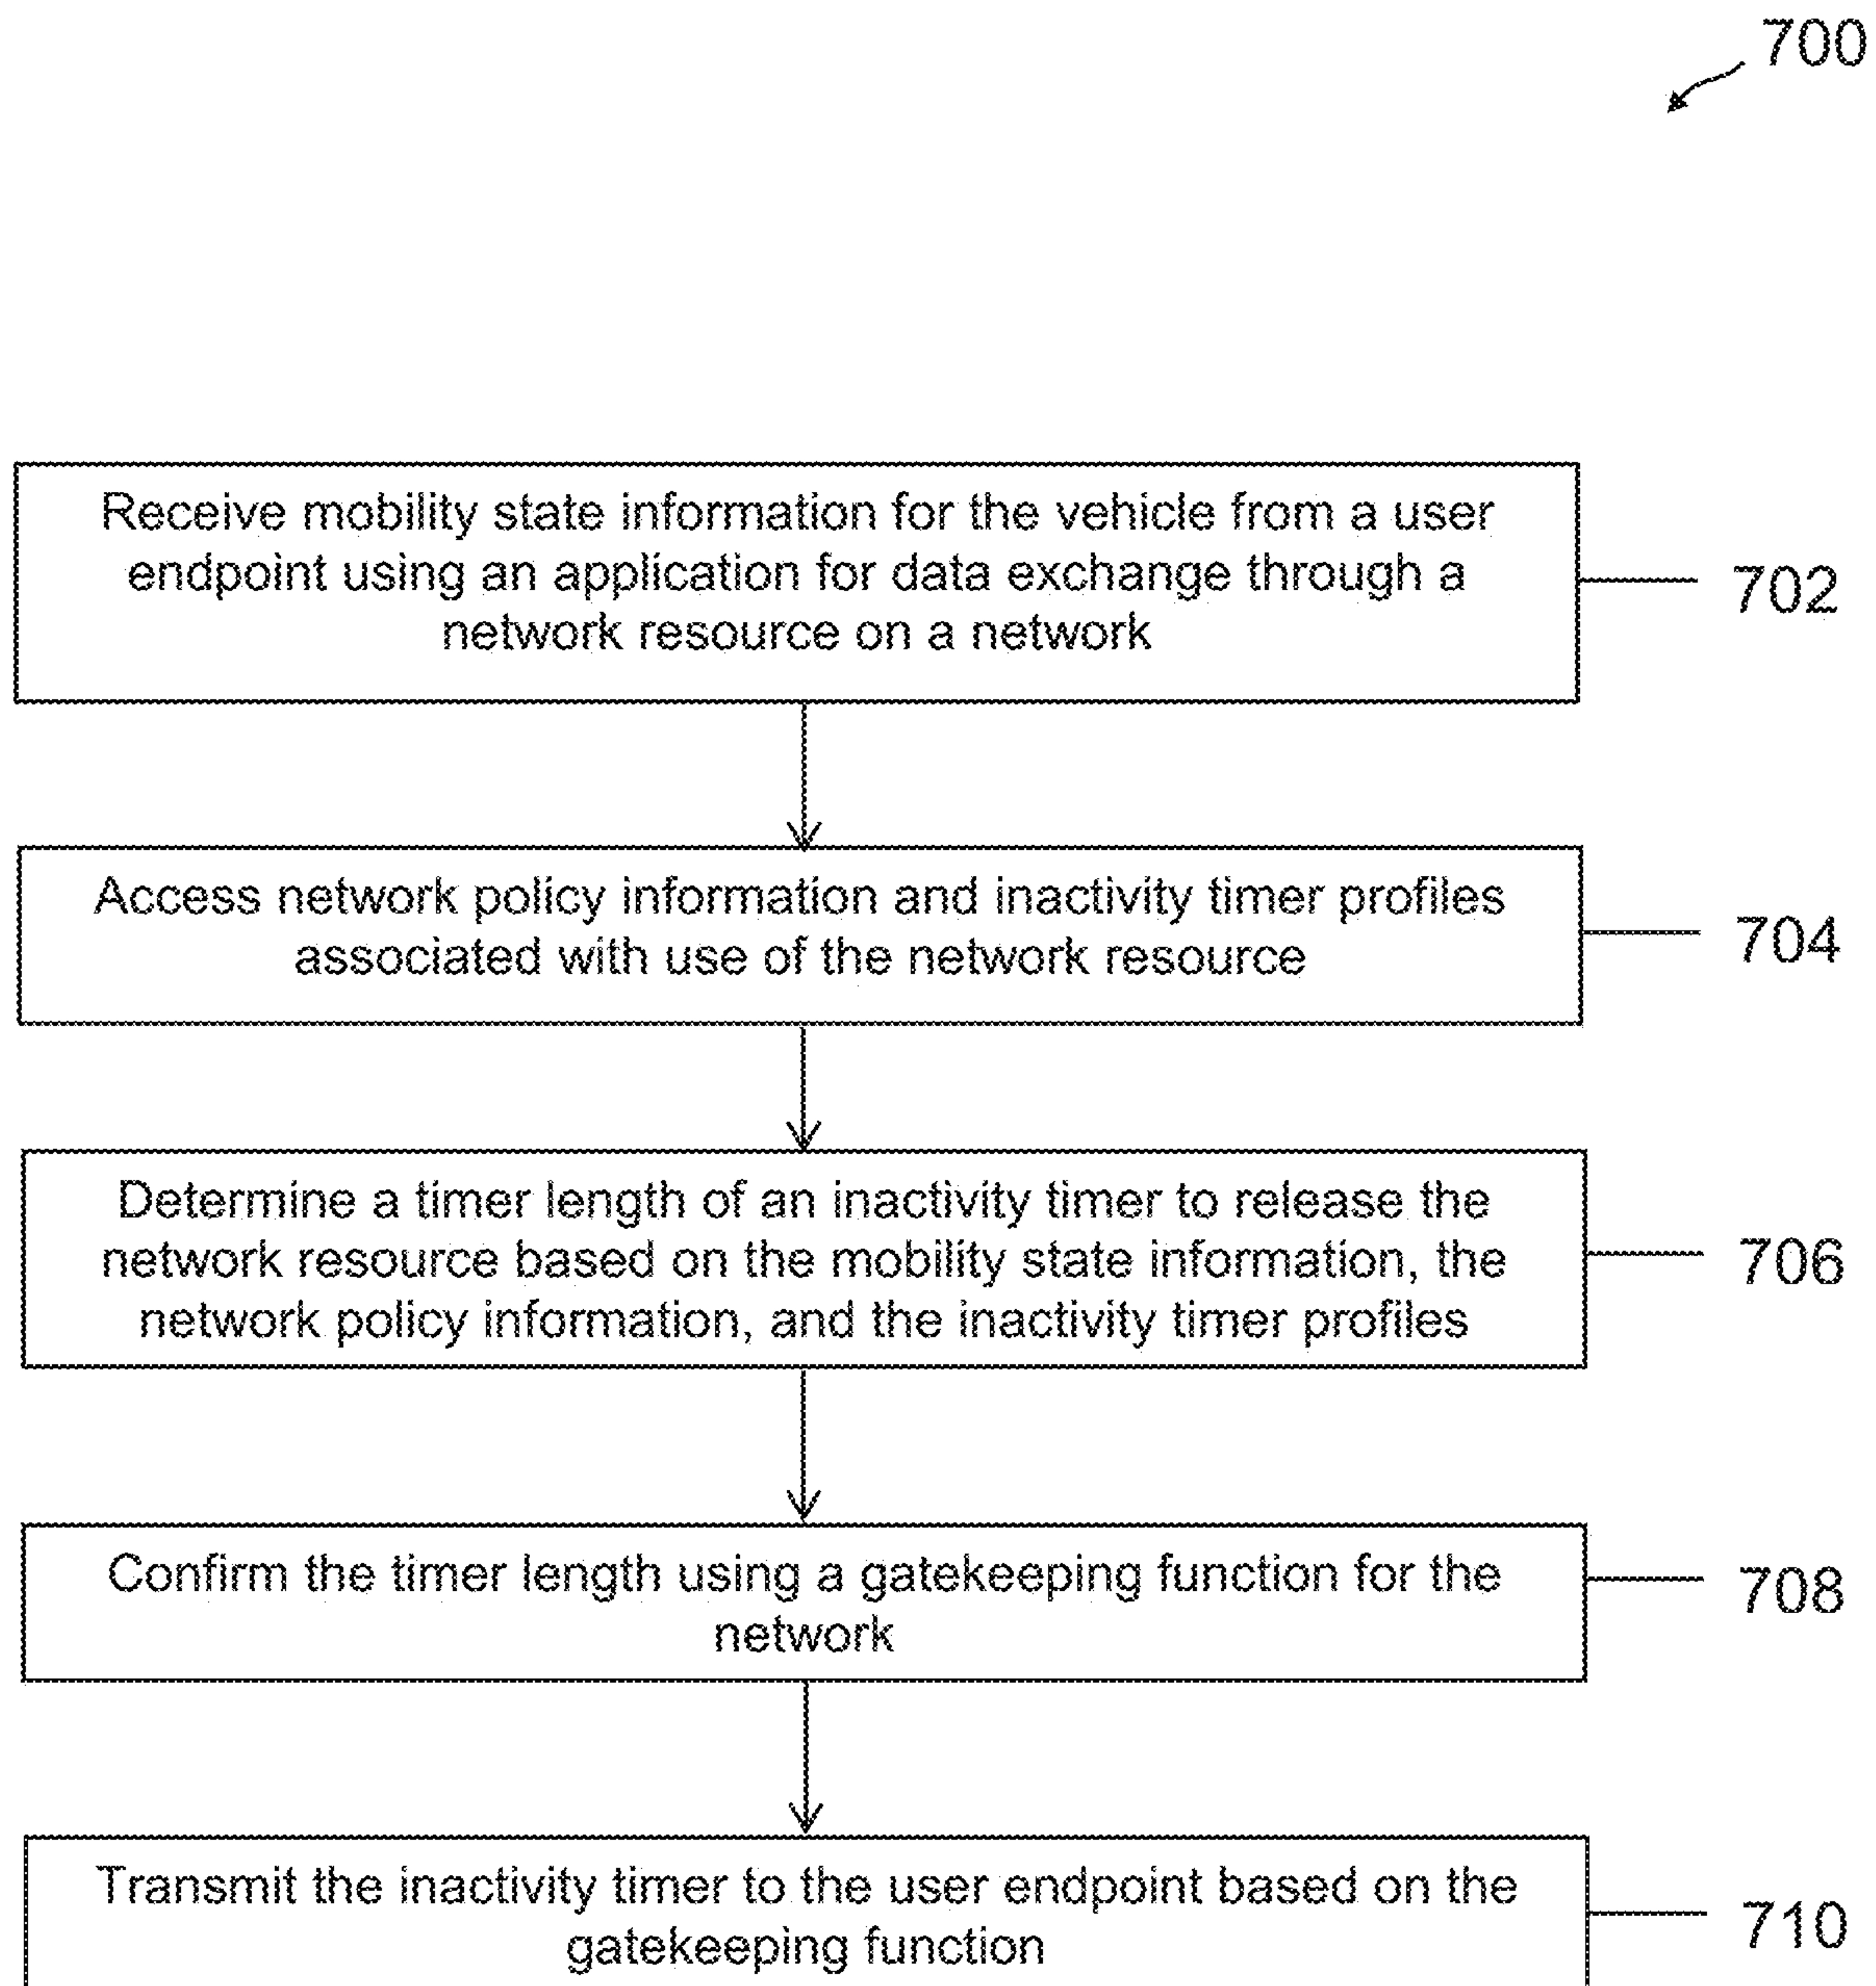 700
Receive mobility state information for the vehicle from a user
endpoint using an application for data exchange through a
network resource on a network
702
Access network policy information and inactivity timer profiles
associated with use of the network resource
704
Determine a timer length of an inactivity timer to release the
network resource based on the mobility state information, the
network policy information, and the inactivity timer profiles
706
Confirm the timer length using a gatekeeping function for the
network
708
Transmit the inactivity timer to the user endpoint based on the
gatekeeping function
710